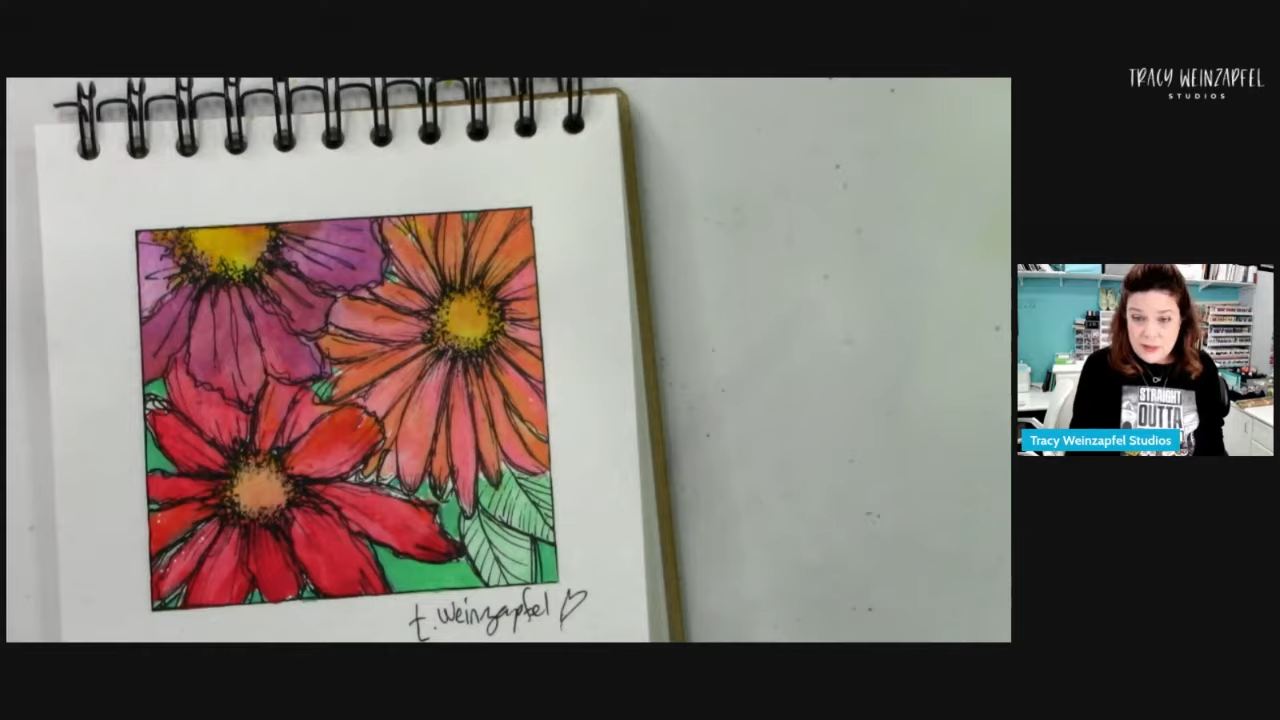 TRACY WEINZAPFEL
STUDIOS
t. Weinzapfel
STRAIGHT
OUTTA
Tracy Weinzapfel Studios